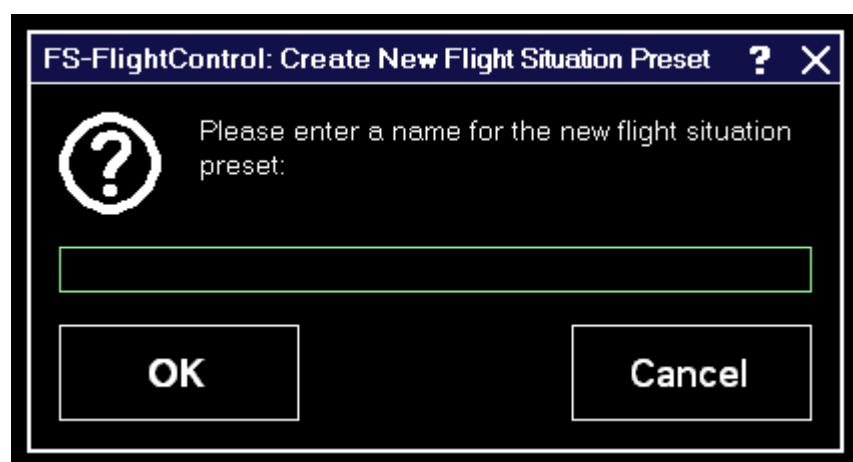 FS-FlightControl: Create New Flight Situation Preset ? X
?
Please enter a name for the new flight situation
preset:
OK
Cancel